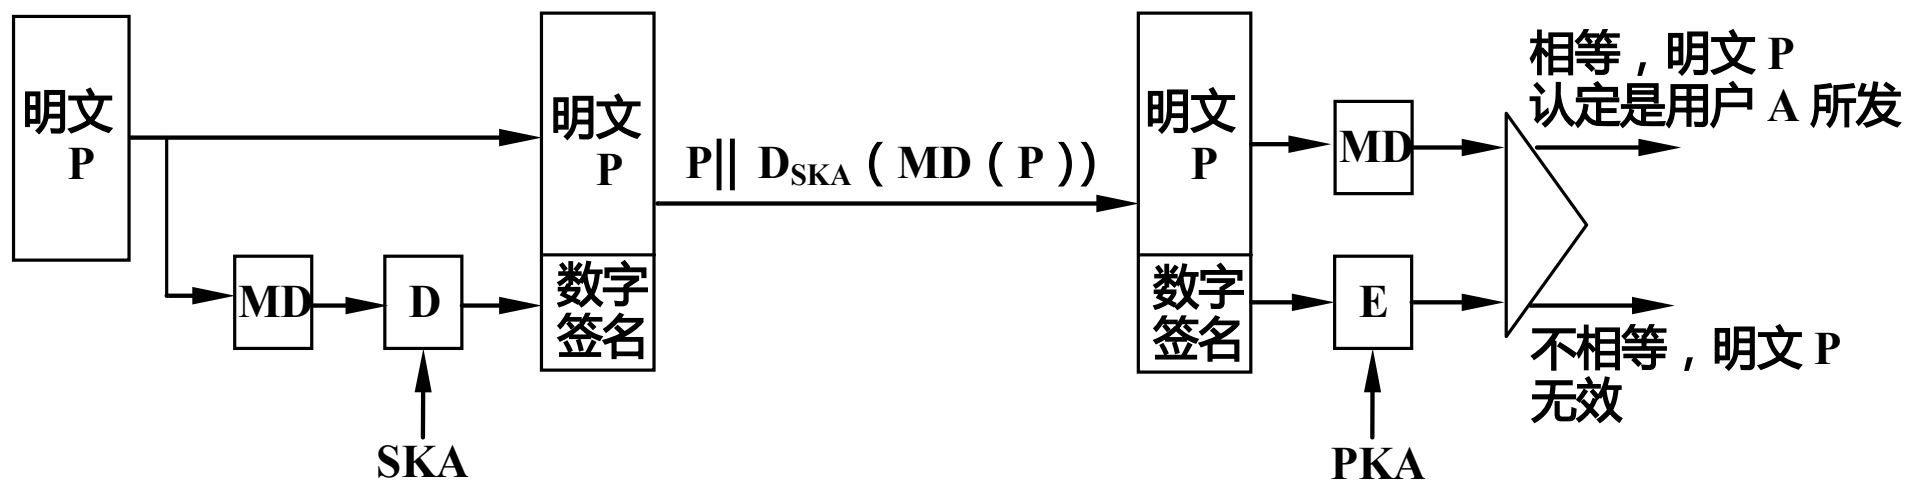 明文
P
MD
D
SKA
明文
P
数字
签名
P|| D_SKA（MD（P））
明文
P
数字
签名
MD
E
PKA
相等，明文 P
认定是用户 A 所发
不相等，明文 P
无效